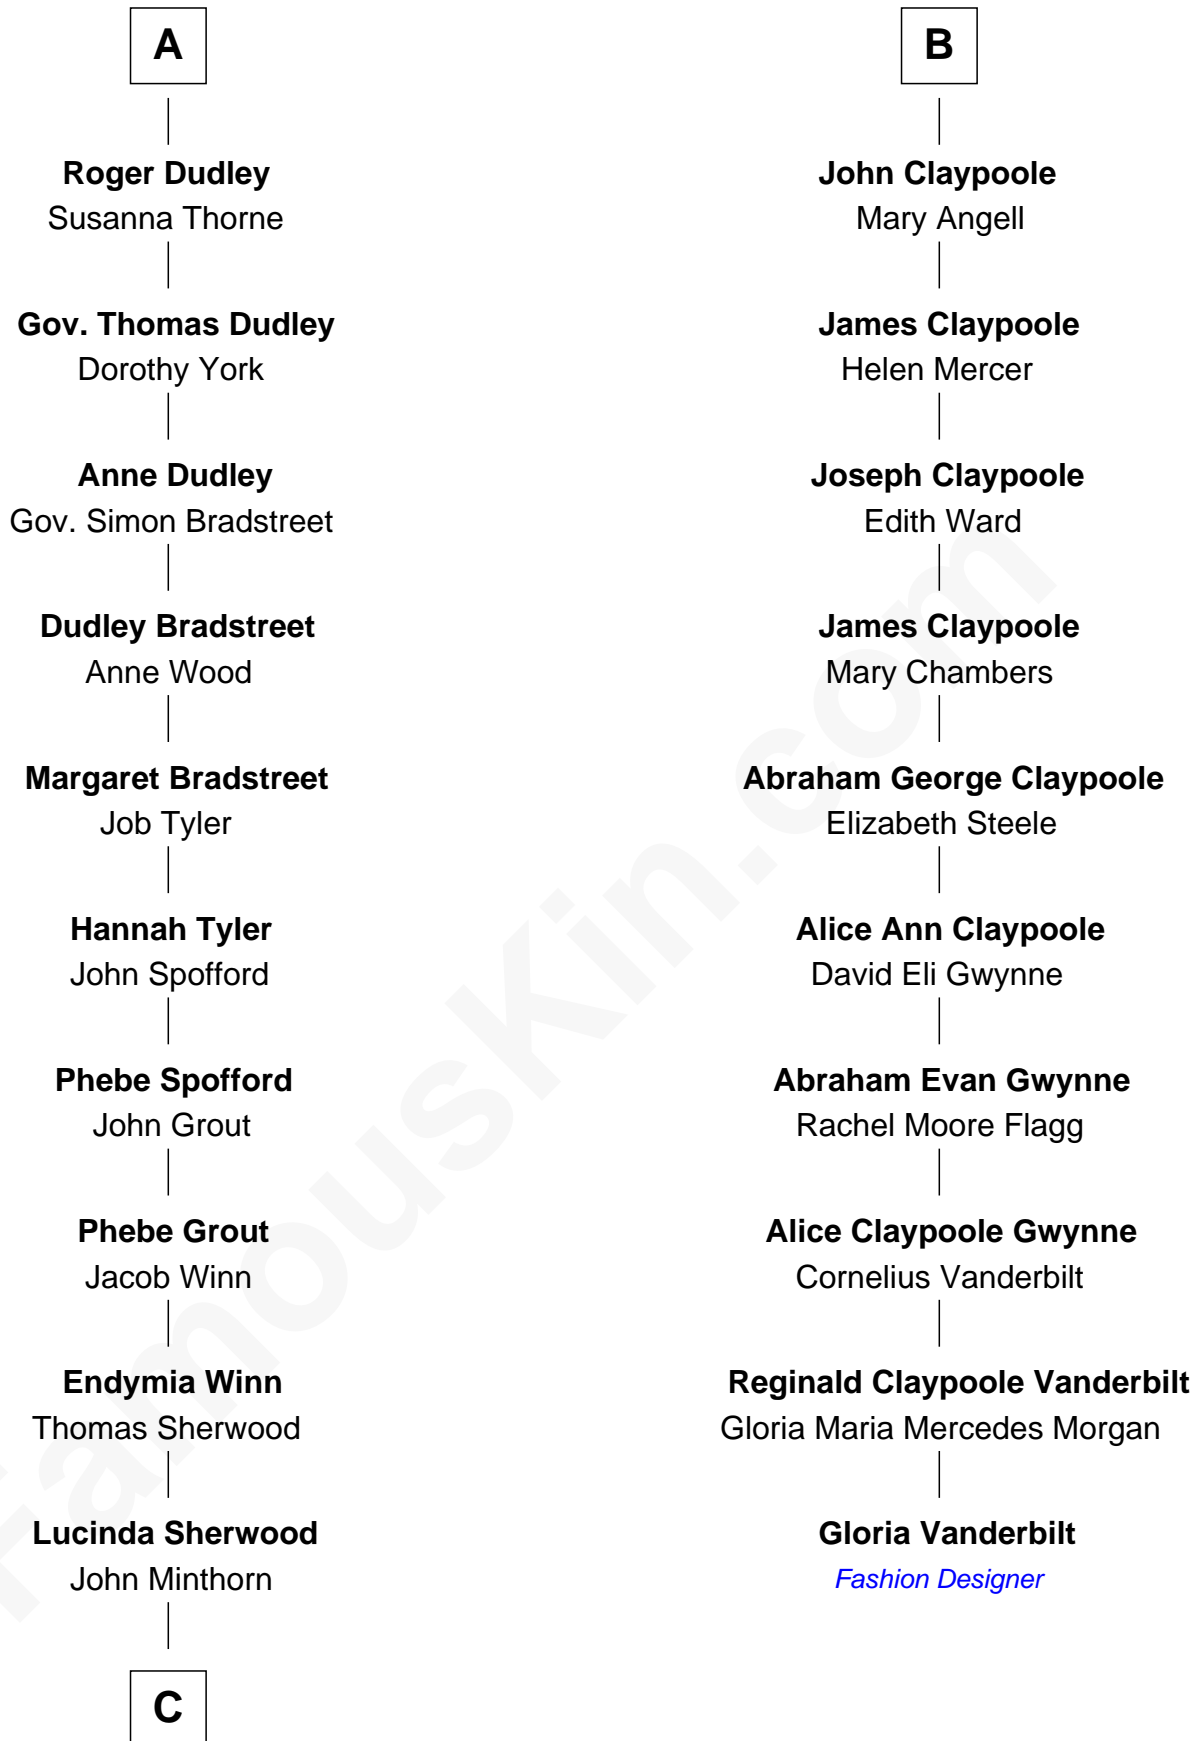 A
Roger Dudley
Susanna Thorne
Gov. Thomas Dudley
Dorothy York
Anne Dudley
Gov. Simon Bradstreet
Dudley Bradstreet
Anne Wood
Margaret Bradstreet
Job Tyler
Hannah Tyler
John Spofford
Phebe Spofford
John Grout
Phebe Grout
Jacob Winn
Endymia Winn
Thomas Sherwood
Lucinda Sherwood
John Minthorn
C
B
John Claypoole
Mary Angell
James Claypoole
Helen Mercer
Joseph Claypoole
Edith Ward
James Claypoole
Mary Chambers
Abraham George Claypoole
Elizabeth Steele
Alice Ann Claypoole
David Eli Gwynne
Abraham Evan Gwynne
Rachel Moore Flagg
Alice Claypoole Gwynne
Cornelius Vanderbilt
Reginald Claypoole Vanderbilt
Gloria Maria Mercedes Morgan
Gloria Vanderbilt
Fashion Designer
FamousKin.com